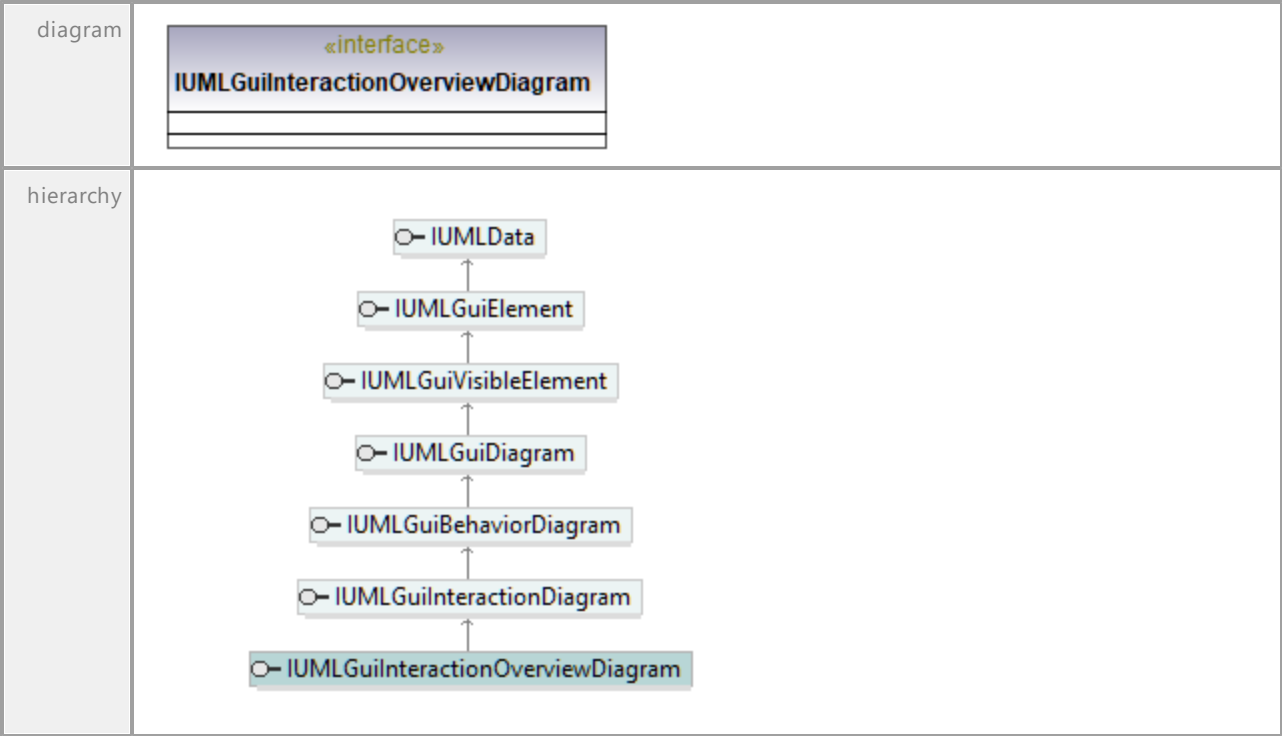 diagram
«interface»
IUMLGuiInteractionOverviewDiagram
hierarchy
IUMLData
IUMLGuiElement
IUMLGuiVisibleElement
IUMLGuiDiagram
IUMLGuiBehaviorDiagram
IUMLGuiInteractionDiagram
IUMLGuiInteractionOverviewDiagram